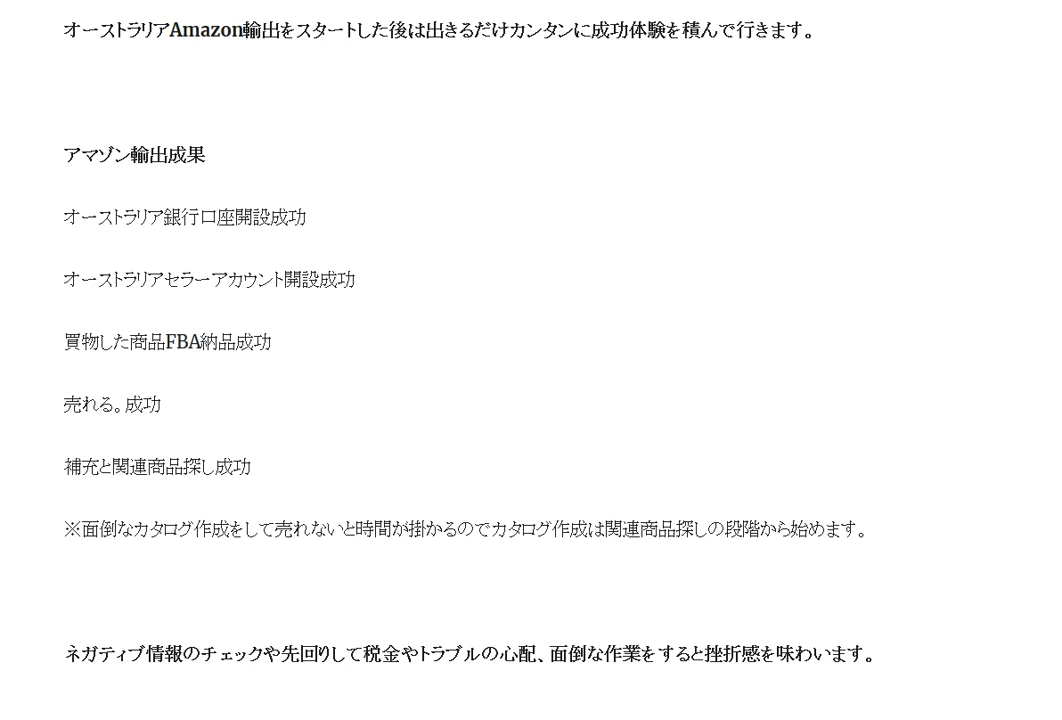 オーストラリアAmazon輸出をスタートした後は出きるだけカンタンに成功体験を積んで行きます。
アマゾン輸出成果
オーストラリア銀行口座開設成功
オーストラリアセラーアカウント開設成功
買物した商品FBA納品成功
売れる。成功
補充と関連商品探し成功
※面倒なカタログ作成をして売れないと時間が掛かるのでカタログ作成は関連商品探しの段階から始めます。
ネガティブ情報のチェックや先回りして税金やトラブルの心配、面倒な作業をすると挫折感を味わいます。